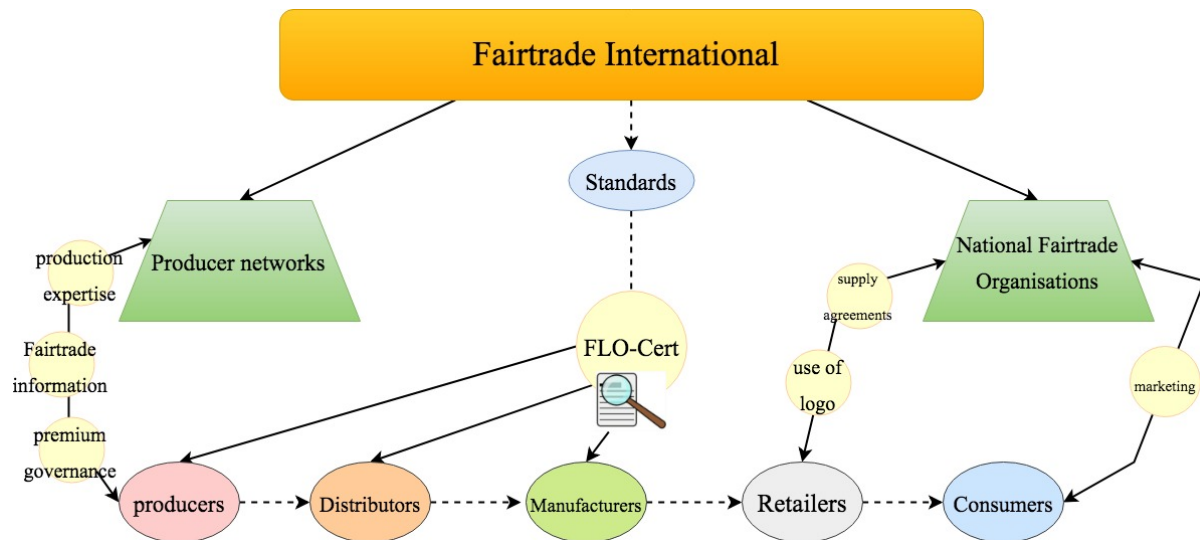 Fairtrade International
Standards
Producer networks
National Fairtrade
Organisations
production
expertise
Fairtrade
information
premium
governance
FLO-Cert
supply
agreements
use of
logo
marketing
producers
Distributors
Manufacturers
Retailers
Consumers